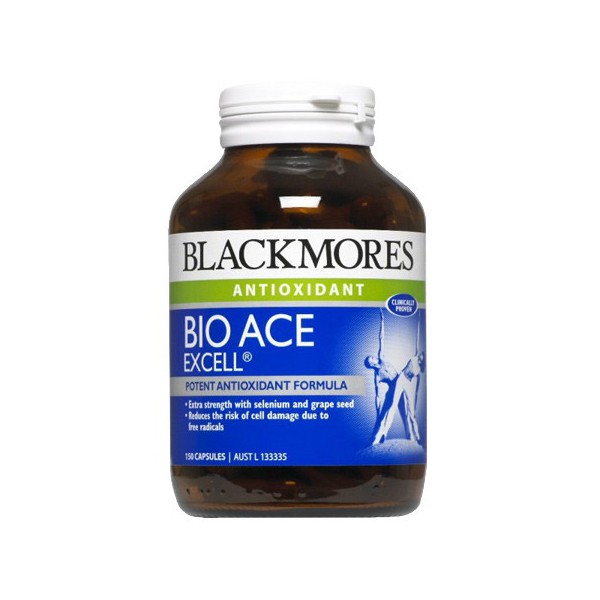 BLACKMORES
ANTIOXIDANT
CLINICALLY
PROVEN
BIO ACE
EXCELL®
POTENT ANTIOXIDANT FORMULA
• Extra strength with selenium and grape seed
• Reduces the risk of cell damage due to
free radicals
150 CAPSULES | AUST L 133335